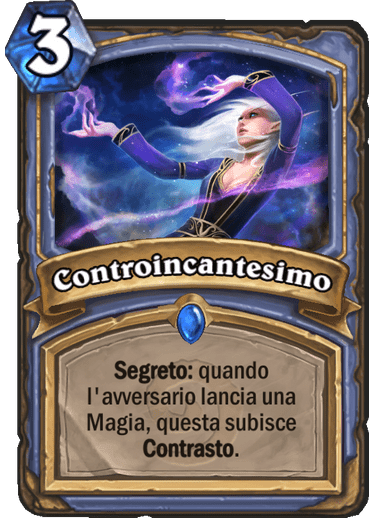 3
Controincantesimo
Segreto: quando
l'avversario lancia una
Magia, questa subisce
Contrasto.